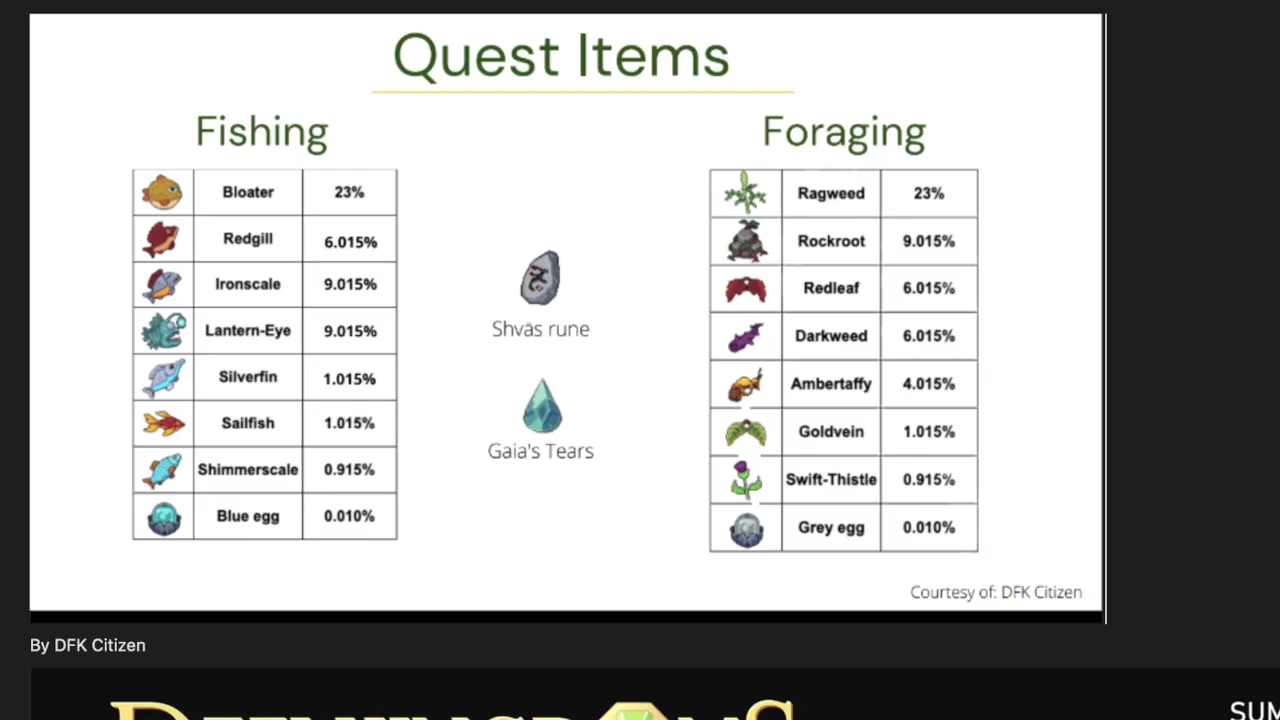 Quest Items
Fishing
Bloater 23%
Redgill 6.015%
Ironscale 9.015%
Lantern-Eye 9.015%
Silverfin 1.015%
Sailfish 1.015%
Shimmerscale 0.915%
Blue egg 0.010%
Shvās rune
Gaia's Tears
Foraging
Ragweed 23%
Rockroot 9.015%
Redleaf 6.015%
Darkweed 6.015%
Ambertaffy 4.015%
Goldvein 1.015%
Swift-Thistle 0.915%
Grey egg 0.010%
Courtesy of: DFK Citizen
By DFK Citizen